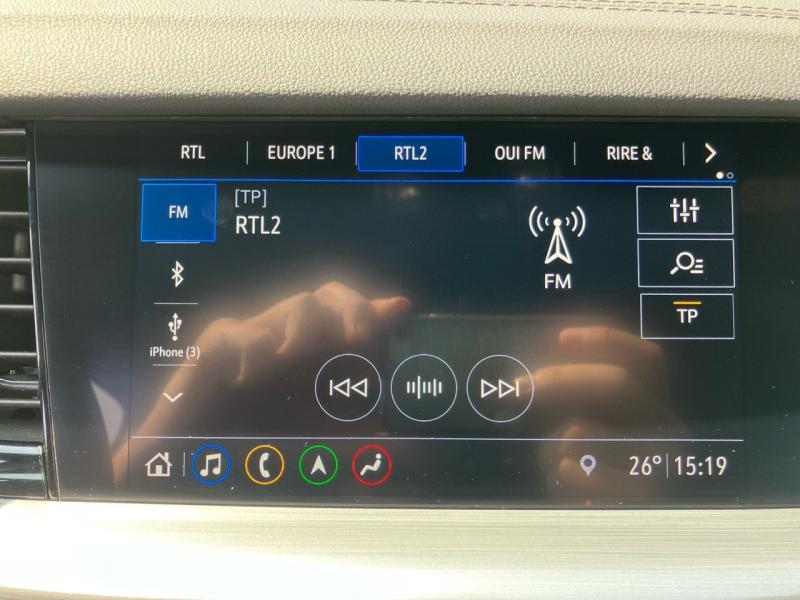 RTL
EUROPE 1
RTL2
OUI FM
RIRE &
FM
[TP]
RTL2
FM
TP
iPhone (3)
26° 15:19